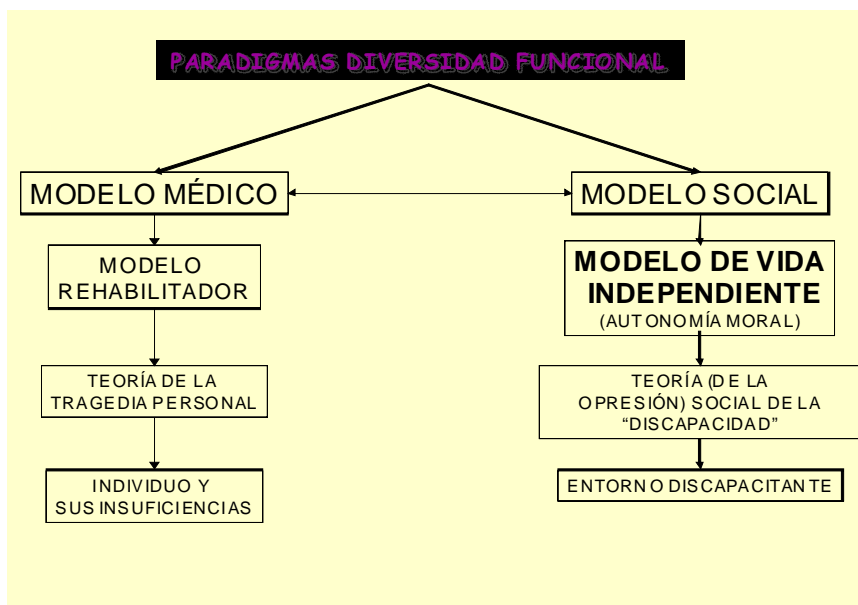 PARADIGMAS DIVERSIDAD FUNCIONAL
MODELO MÉDICO
MODELO SOCIAL
MODELO
REHABILITADOR
MODELO DE VIDA
INDEPENDIENTE
(AUTONOMÍA MORAL)
TEORÍA DE LA
TRAGEDIA PERSONAL
TEORÍA (DE LA
OPRESIÓN) SOCIAL DE LA
“DISCAPACIDAD”
INDIVIDUO Y
SUS INSUFICIENCIAS
ENTORNO DISCAPACITANTE